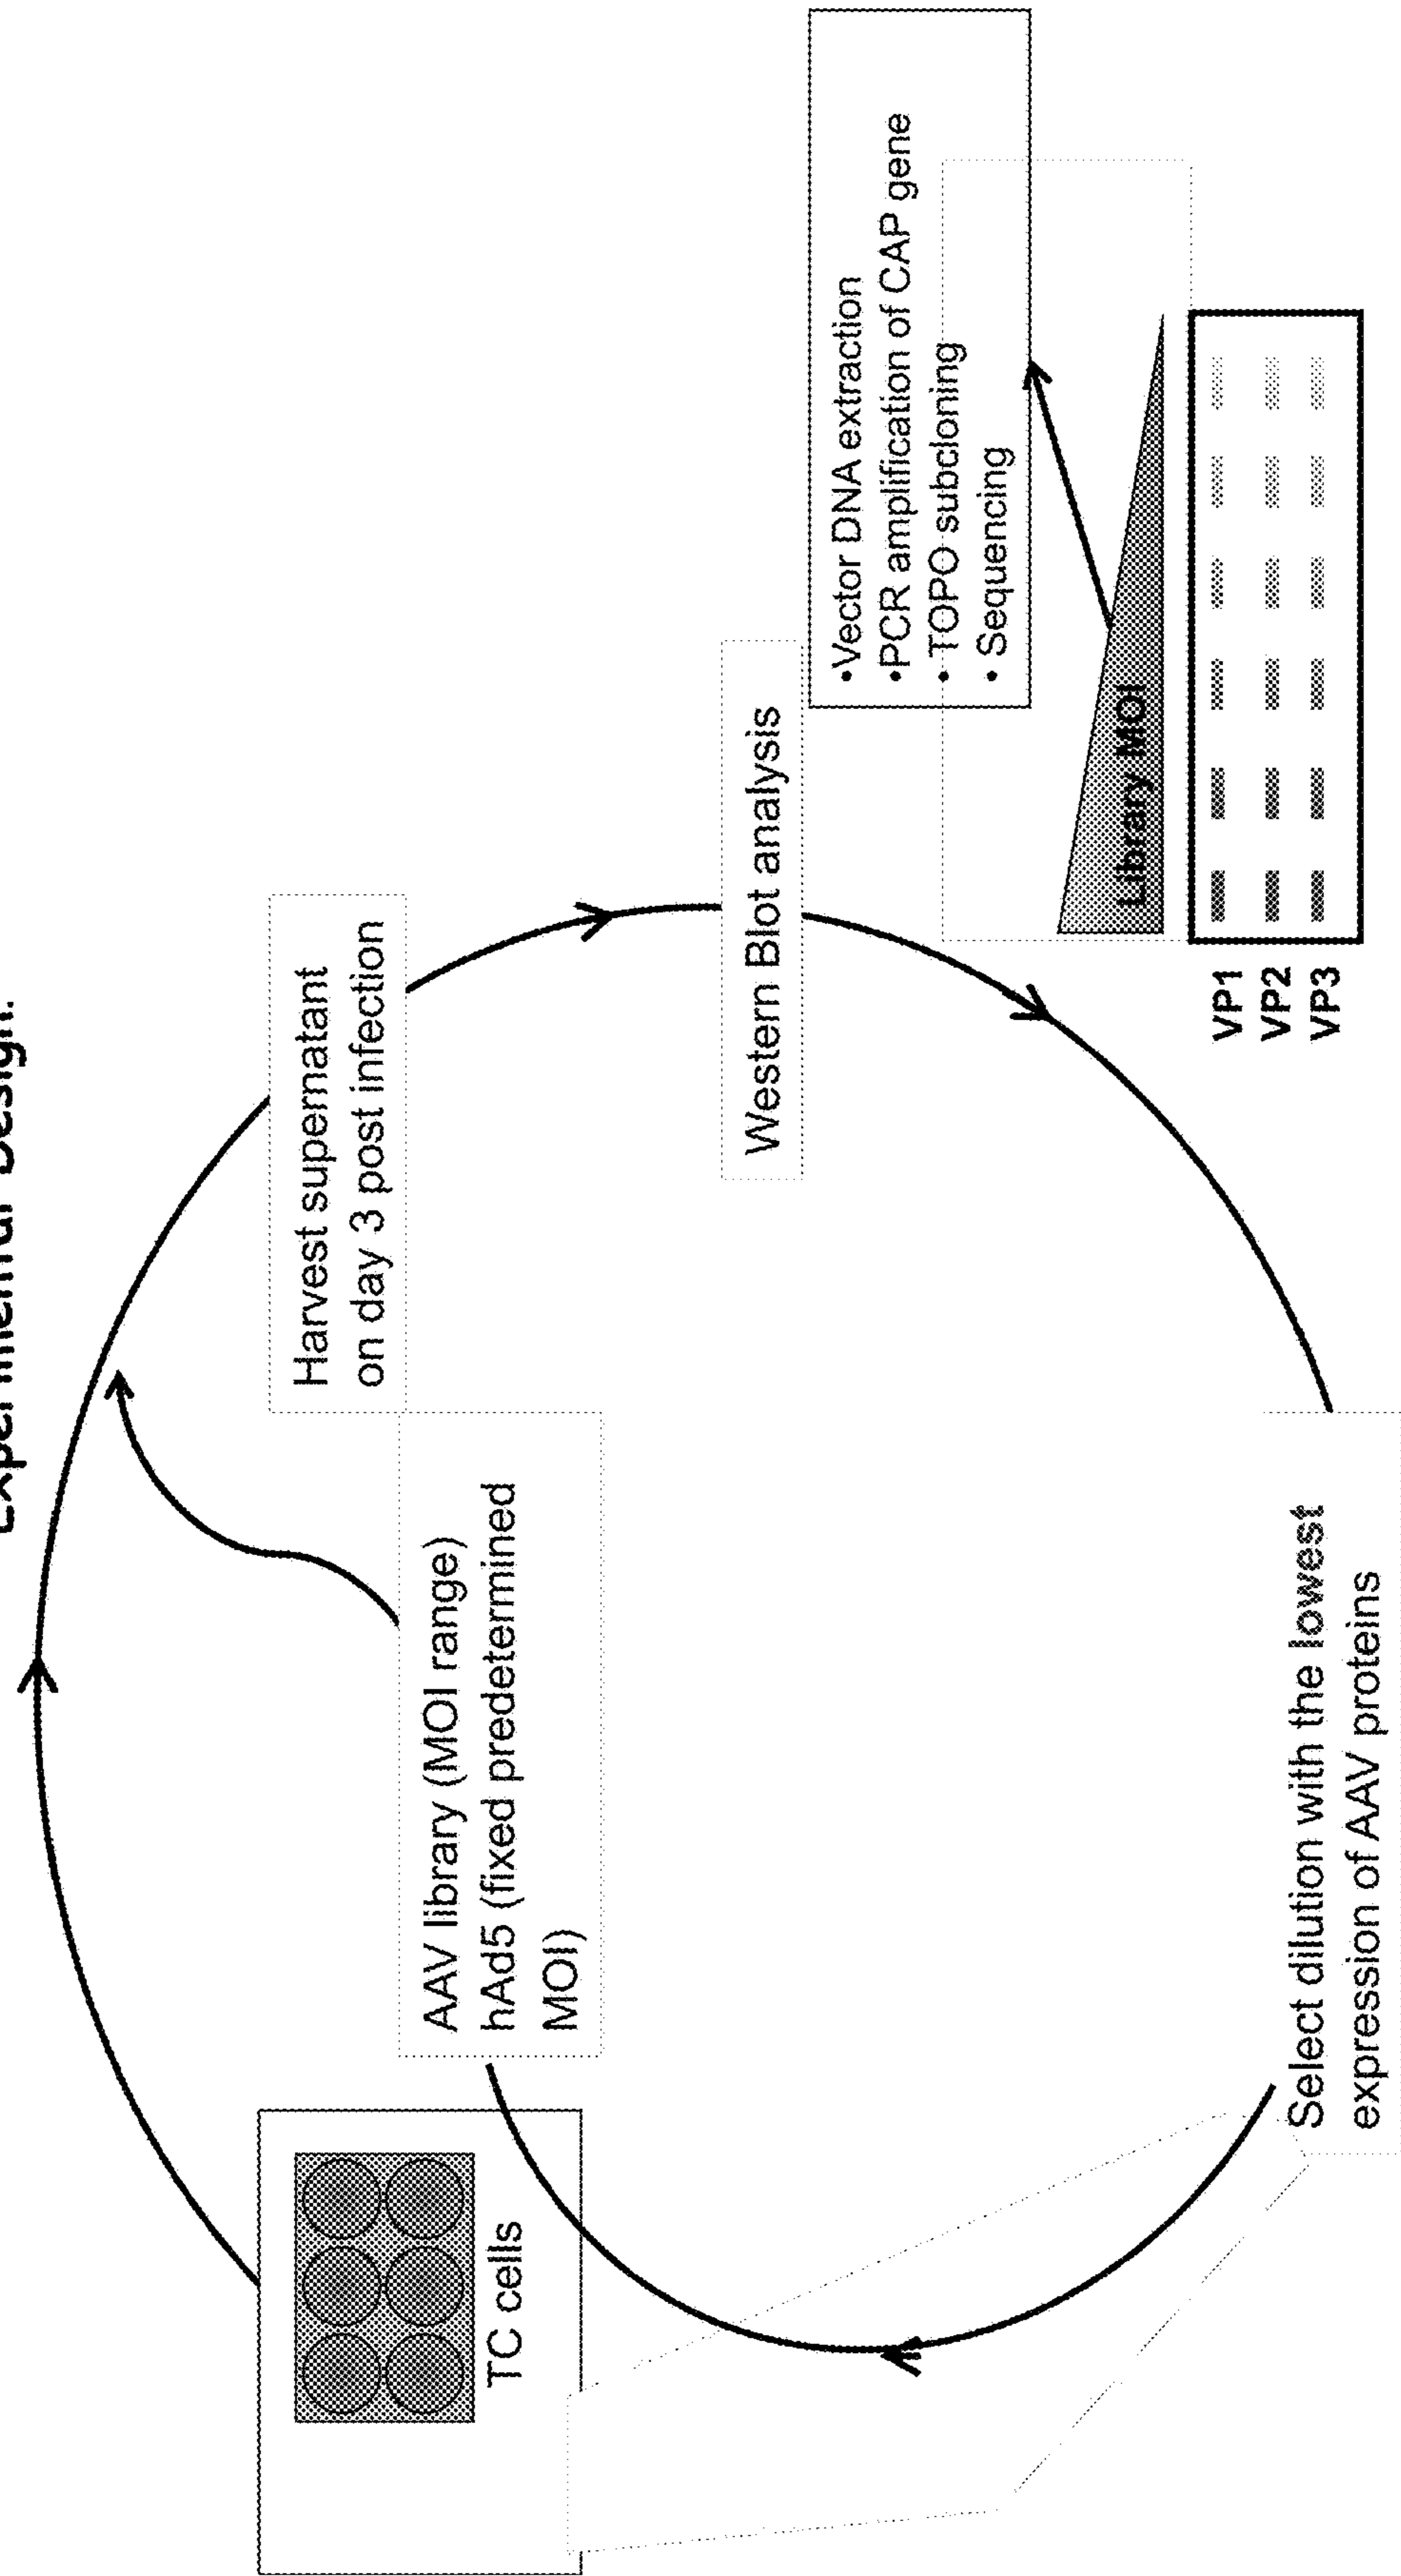 Experimental Design:
TC cells
AAV library (MOI range)
hAd5 (fixed predetermined
MOI)
Harvest supernatant
on day 3 post infection
Western Blot analysis
•Vector DNA extraction
•PCR amplification of CAP gene
• TOPO subcloning
• Sequencing
Library MOI
VP1
VP2
VP3
Select dilution with the lowest
expression of AAV proteins